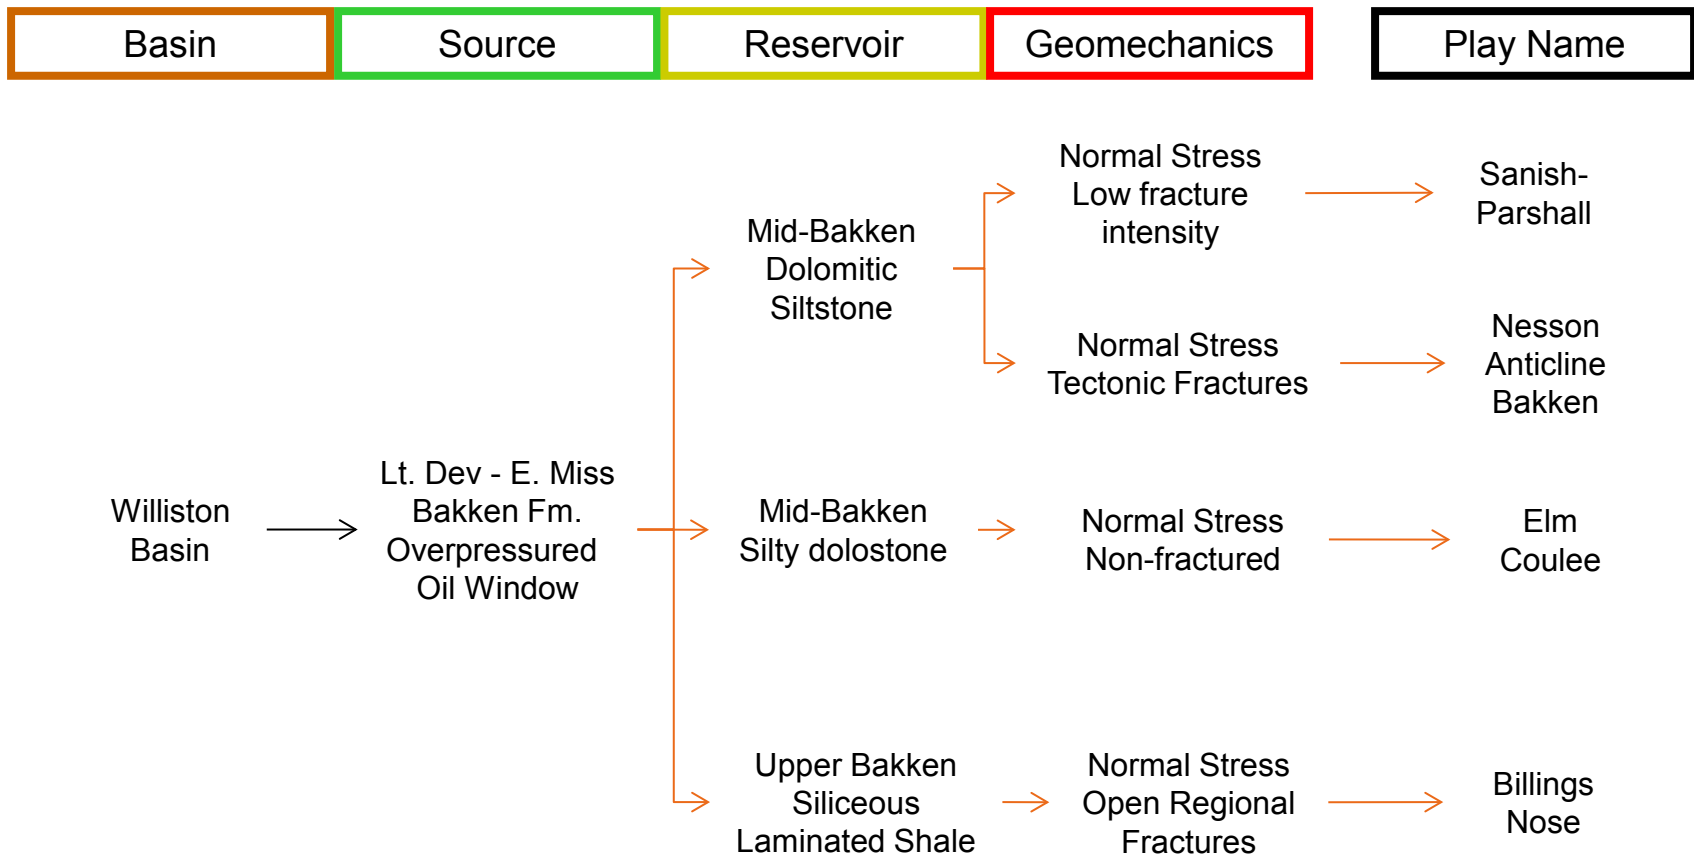 Basin
Source
Reservoir
Geomechanics
Play Name
Normal Stress
Low fracture
intensity
Sanish-
Parshall
Mid-Bakken
Dolomitic
Siltstone
Normal Stress
Tectonic Fractures
Nesson
Anticline
Bakken
Williston
Basin
Lt. Dev - E. Miss
Bakken Fm.
Overpressured
Oil Window
Mid-Bakken
Silty dolostone
Normal Stress
Non-fractured
Elm
Coulee
Upper Bakken
Siliceous
Laminated Shale
Normal Stress
Open Regional
Fractures
Billings
Nose